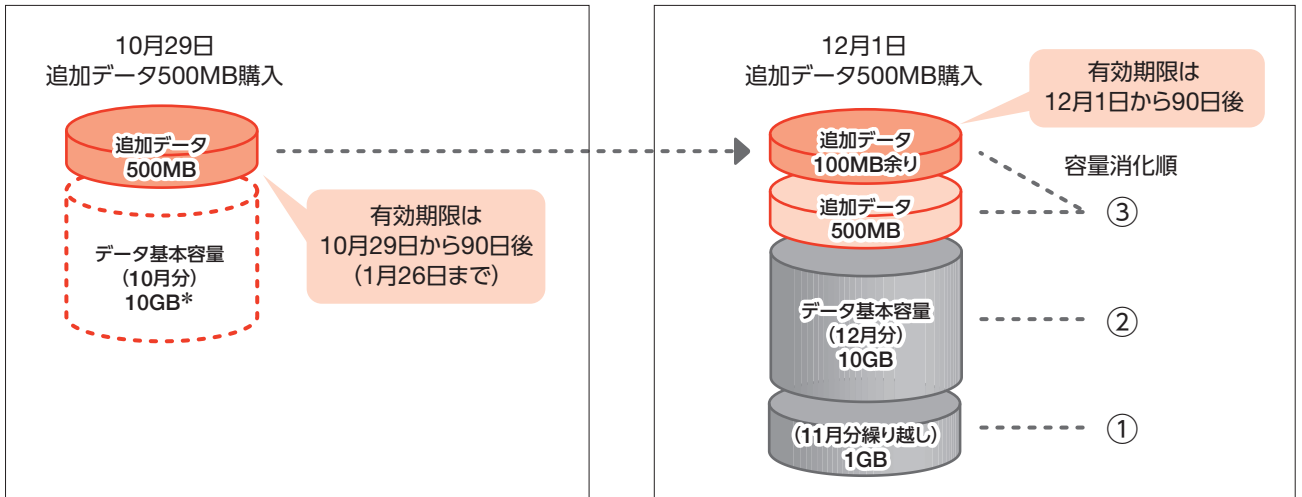 10月29日
追加データ500MB購入
追加データ
500MB
データ基本容量
(10月分)
10GB*
有効期限は
10月29日から90日後
(1月26日まで)
12月1日
追加データ500MB購入
有効期限は
12月1日から90日後
追加データ
100MB余り
容量消化順
追加データ
500MB
③
データ基本容量
(12月分)
10GB
②
(11月分繰り越し)
1GB
①